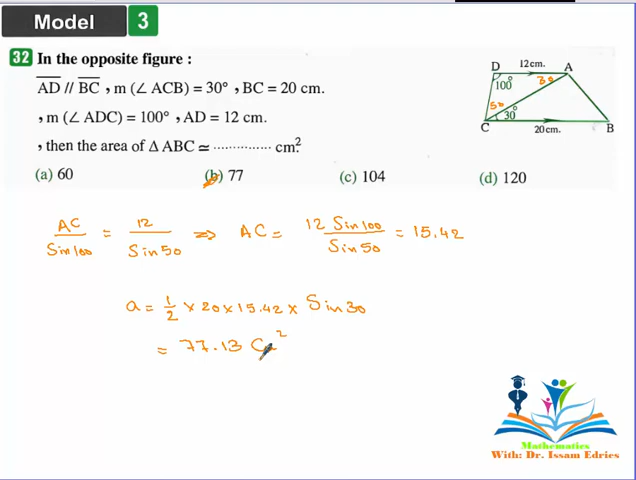 Model 3
32 In the opposite figure :
AD // BC , m (∠ ACB) = 30° , BC = 20 cm.
, m (∠ ADC) = 100° , AD = 12 cm.
, then the area of Δ ABC ≃ ................ cm².
(a) 60 (b) 77 (c) 104 (d) 120
D 12cm. A
100° 30
50 30°
C 20cm. B
AC / Sin100 = 12 / Sin50 ⇒ AC = 12 Sin100 / Sin50 = 15.42
a = 1/2 × 20 × 15.42 × Sin30
= 77.13 C 2
Mathematics
With: Dr. Issam Edries